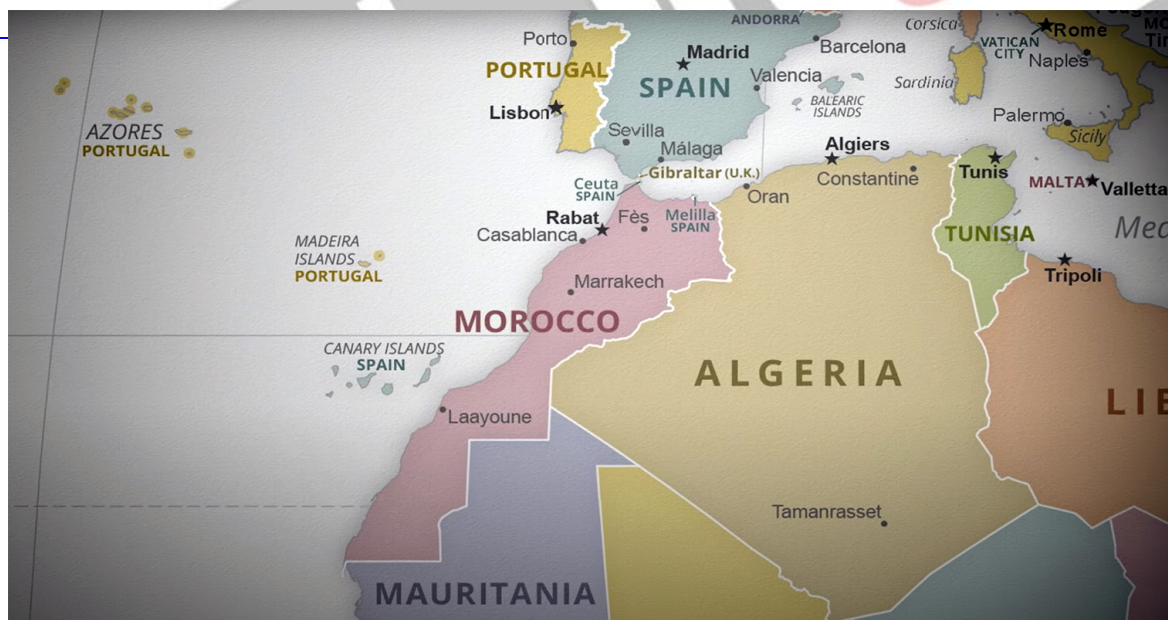 ANDORRA
Corsica
Rome
Porto
Madrid
Barcelona
VATICAN
CITY
Naples
PORTUGAL
SPAIN
Valencia
Sardinia
BALEARIC
ISLANDS
Lisbon
Palermo
AZORES
PORTUGAL
Sevilla
Sicily
Málaga
Algiers
Gibraltar (U.K.)
Constantine
Tunis
MALTA
Valletta
Ceuta
SPAIN
Oran
Rabat
Fès
Melilla
SPAIN
Casablanca
TUNISIA
Med
MADEIRA
ISLANDS
PORTUGAL
Tripoli
Marrakech
MOROCCO
CANARY ISLANDS
SPAIN
ALGERIA
LIB
Laayoune
Tamanrasset
MAURITANIA